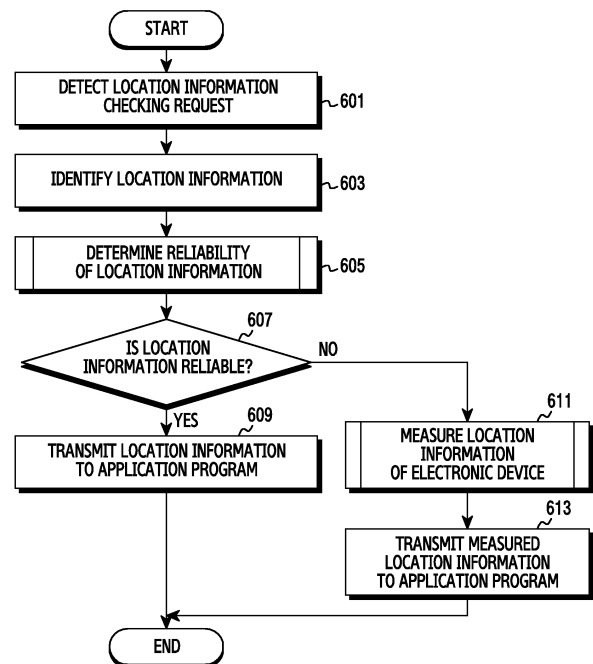 START
DETECT LOCATION INFORMATION
CHECKING REQUEST
601
IDENTIFY LOCATION INFORMATION
603
DETERMINE RELIABILITY
OF LOCATION INFORMATION
605
607
IS LOCATION
INFORMATION RELIABLE?
NO
YES
609
TRANSMIT LOCATION INFORMATION
TO APPLICATION PROGRAM
611
MEASURE LOCATION
INFORMATION
OF ELECTRONIC DEVICE
613
TRANSMIT MEASURED
LOCATION INFORMATION
TO APPLICATION PROGRAM
END